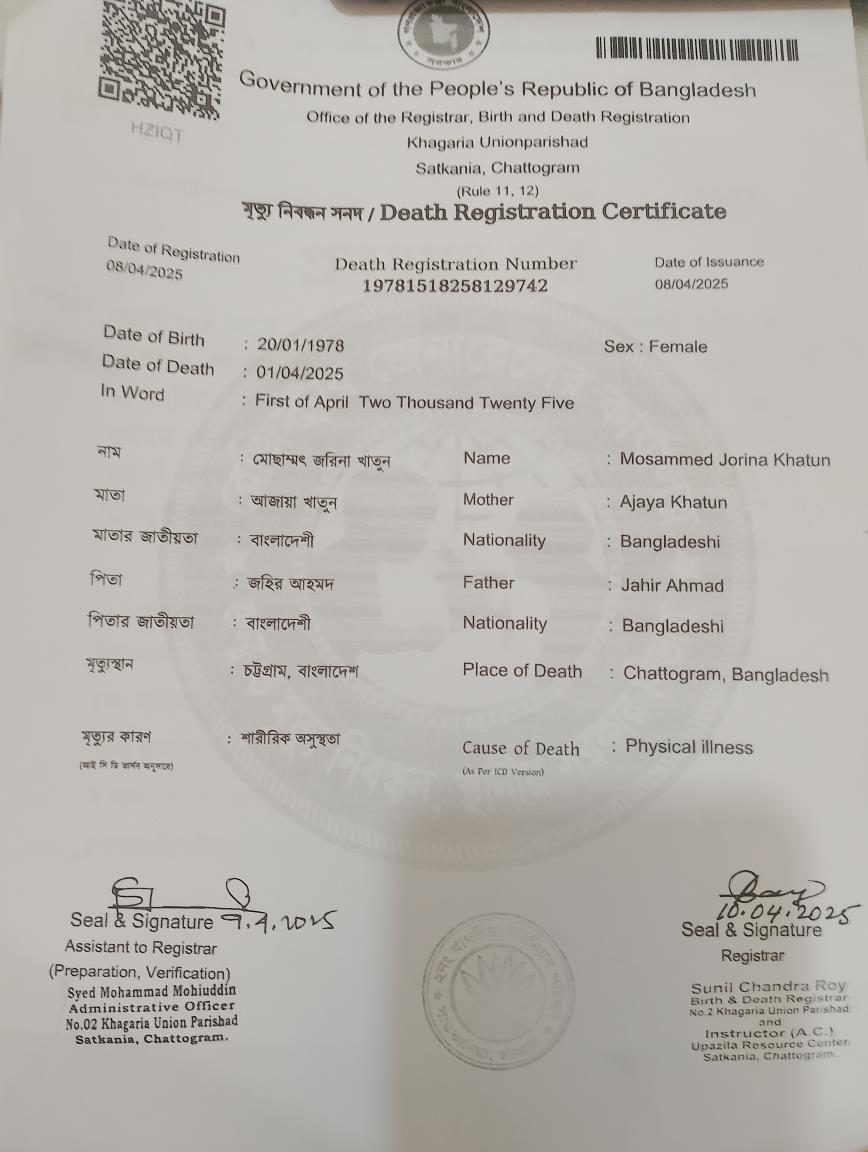 HZIQT
Government of the People's Republic of Bangladesh
Office of the Registrar, Birth and Death Registration
Khagaria Unionparishad
Satkania, Chattogram
(Rule 11, 12)
মৃত্যু নিবন্ধন সনদ / Death Registration Certificate
Date of Registration
08/04/2025
Death Registration Number
19781518258129742
Date of Issuance
08/04/2025
Date of Birth : 20/01/1978 Sex : Female
Date of Death : 01/04/2025
In Word : First of April Two Thousand Twenty Five
নাম : মোছাম্মৎ জরিনা খাতুন Name : Mosammed Jorina Khatun
মাতা : আজায়া খাতুন Mother : Ajaya Khatun
মাতার জাতীয়তা : বাংলাদেশী Nationality : Bangladeshi
পিতা : জহির আহমদ Father : Jahir Ahmad
পিতার জাতীয়তা : বাংলাদেশী Nationality : Bangladeshi
মৃত্যুস্থান : চট্টগ্রাম, বাংলাদেশ Place of Death : Chattogram, Bangladesh
মৃত্যুর কারণ : শারীরিক অসুস্থতা Cause of Death : Physical illness
(আই সি ডি ভার্সন অনুসারে) (As Per ICD Version)
9.4.2025
Seal & Signature
Assistant to Registrar
(Preparation, Verification)
Syed Mohammad Mohiuddin
Administrative Officer
No.02 Khagaria Union Parishad
Satkania, Chattogram.
10.04.2025
Seal & Signature
Registrar
Sunil Chandra Roy
Birth & Death Registrar
No.2 Khagaria Union Parishad
and
Instructor (A.C.)
Upazila Resource Center
Satkania, Chattogram.